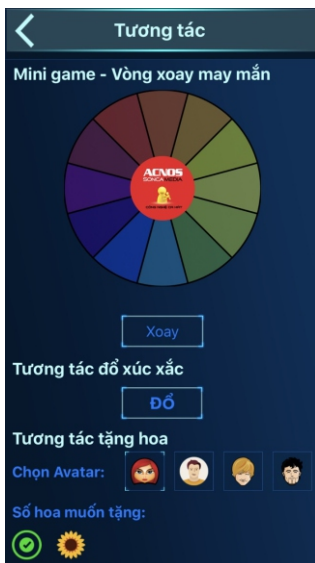 Tương tác
Mini game - Vòng xoay may mắn
ACNOS
SONCAMEDIA
Xoay
Tương tác đổ xúc xắc
ĐỔ
Tương tác tặng hoa
Chọn Avatar:
Số hoa muốn tặng: